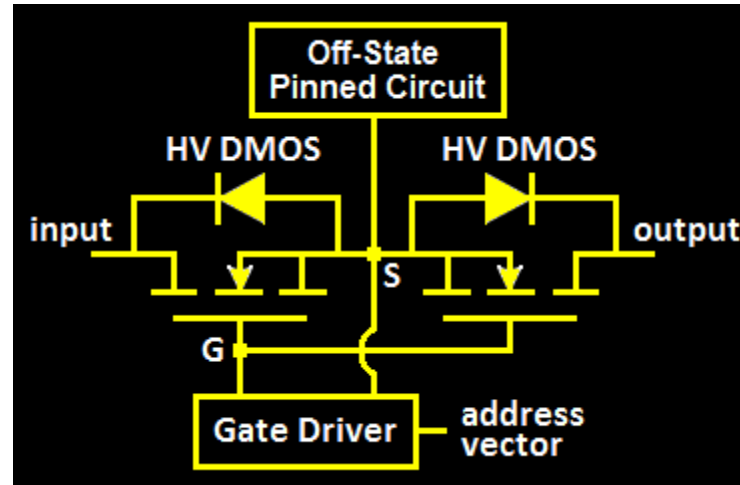 Off-State
Pinned Circuit
HV DMOS
HV DMOS
input
output
S
G
Gate Driver
address
vector